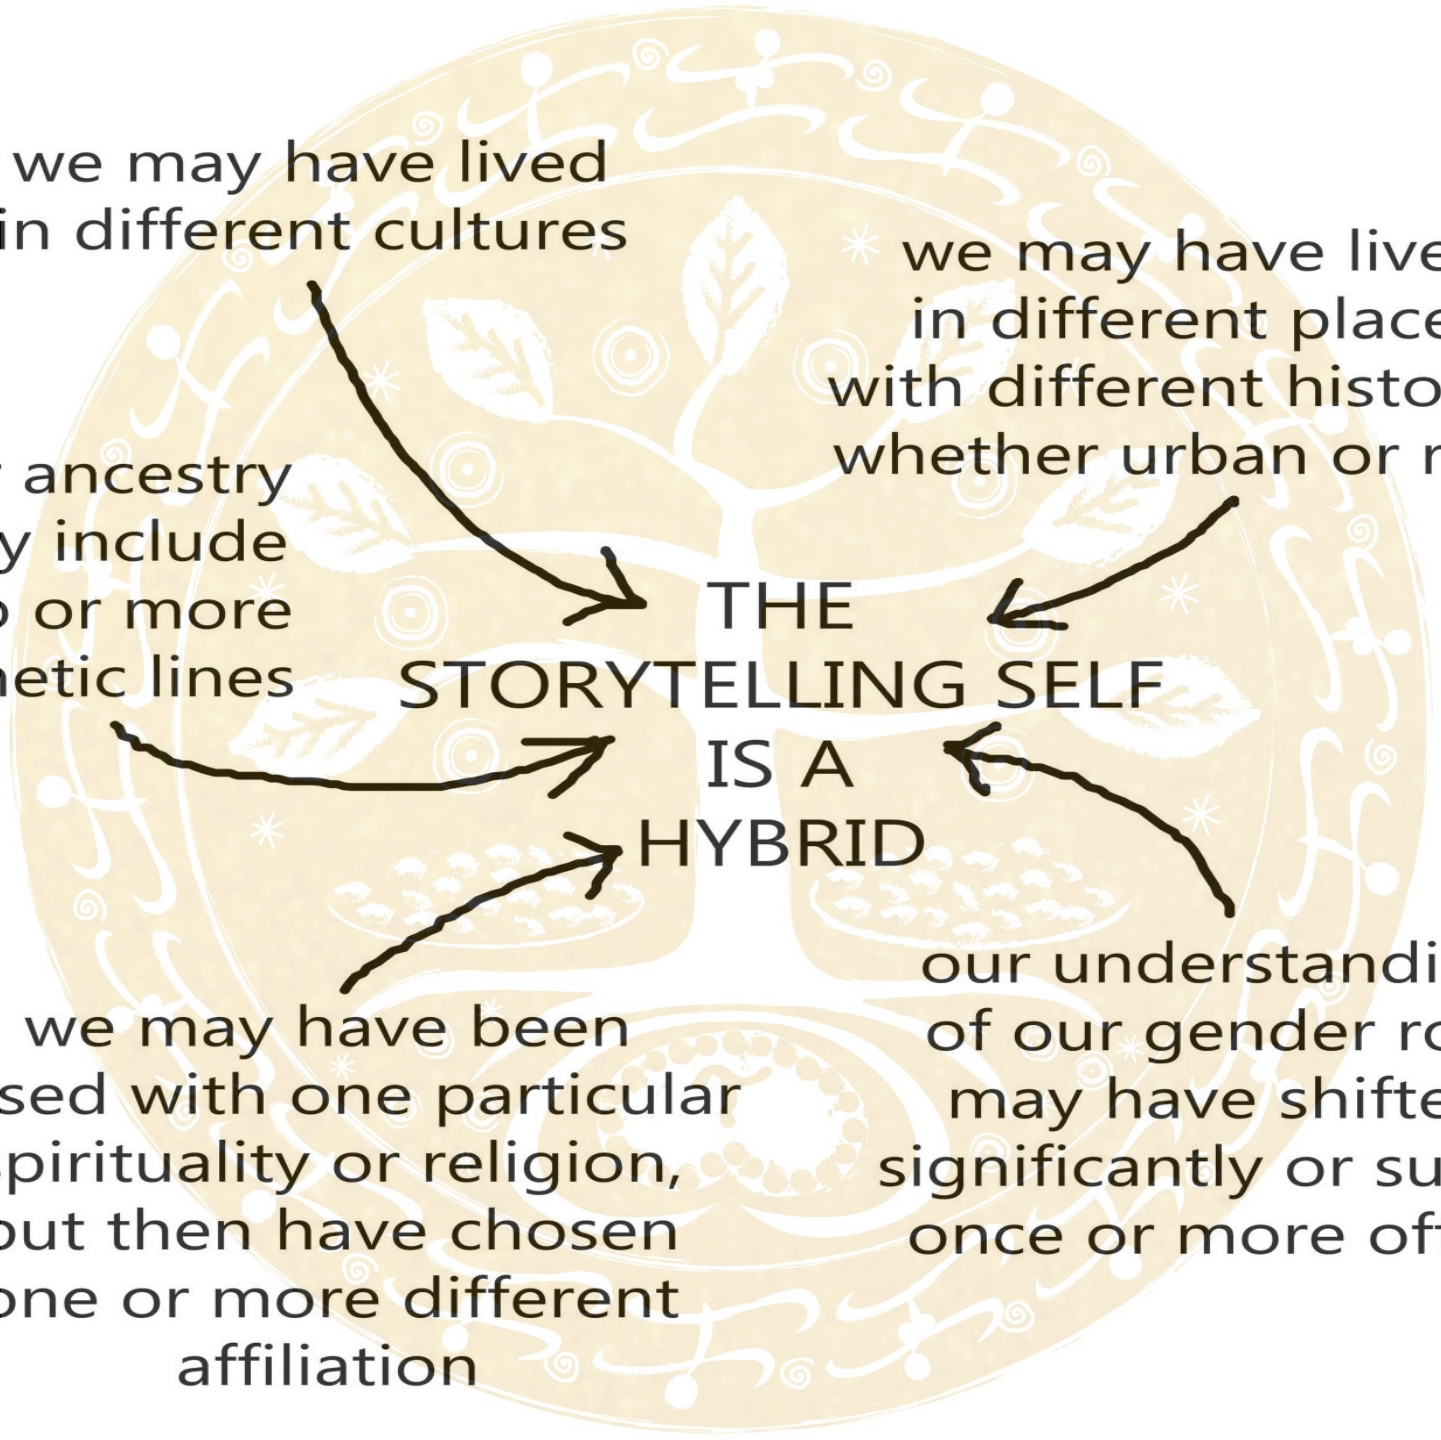 we may have lived
in different cultures
we may have live
in different place
with different histo
whether urban or r
ancestry
y include
or more
netic lines
THE
STORYTELLING SELF
IS A
HYBRID
we may have been
sed with one particular
spirituality or religion,
but then have chosen
one or more different
affiliation
our understandi
of our gender ro
may have shifte
significantly or su
once or more of